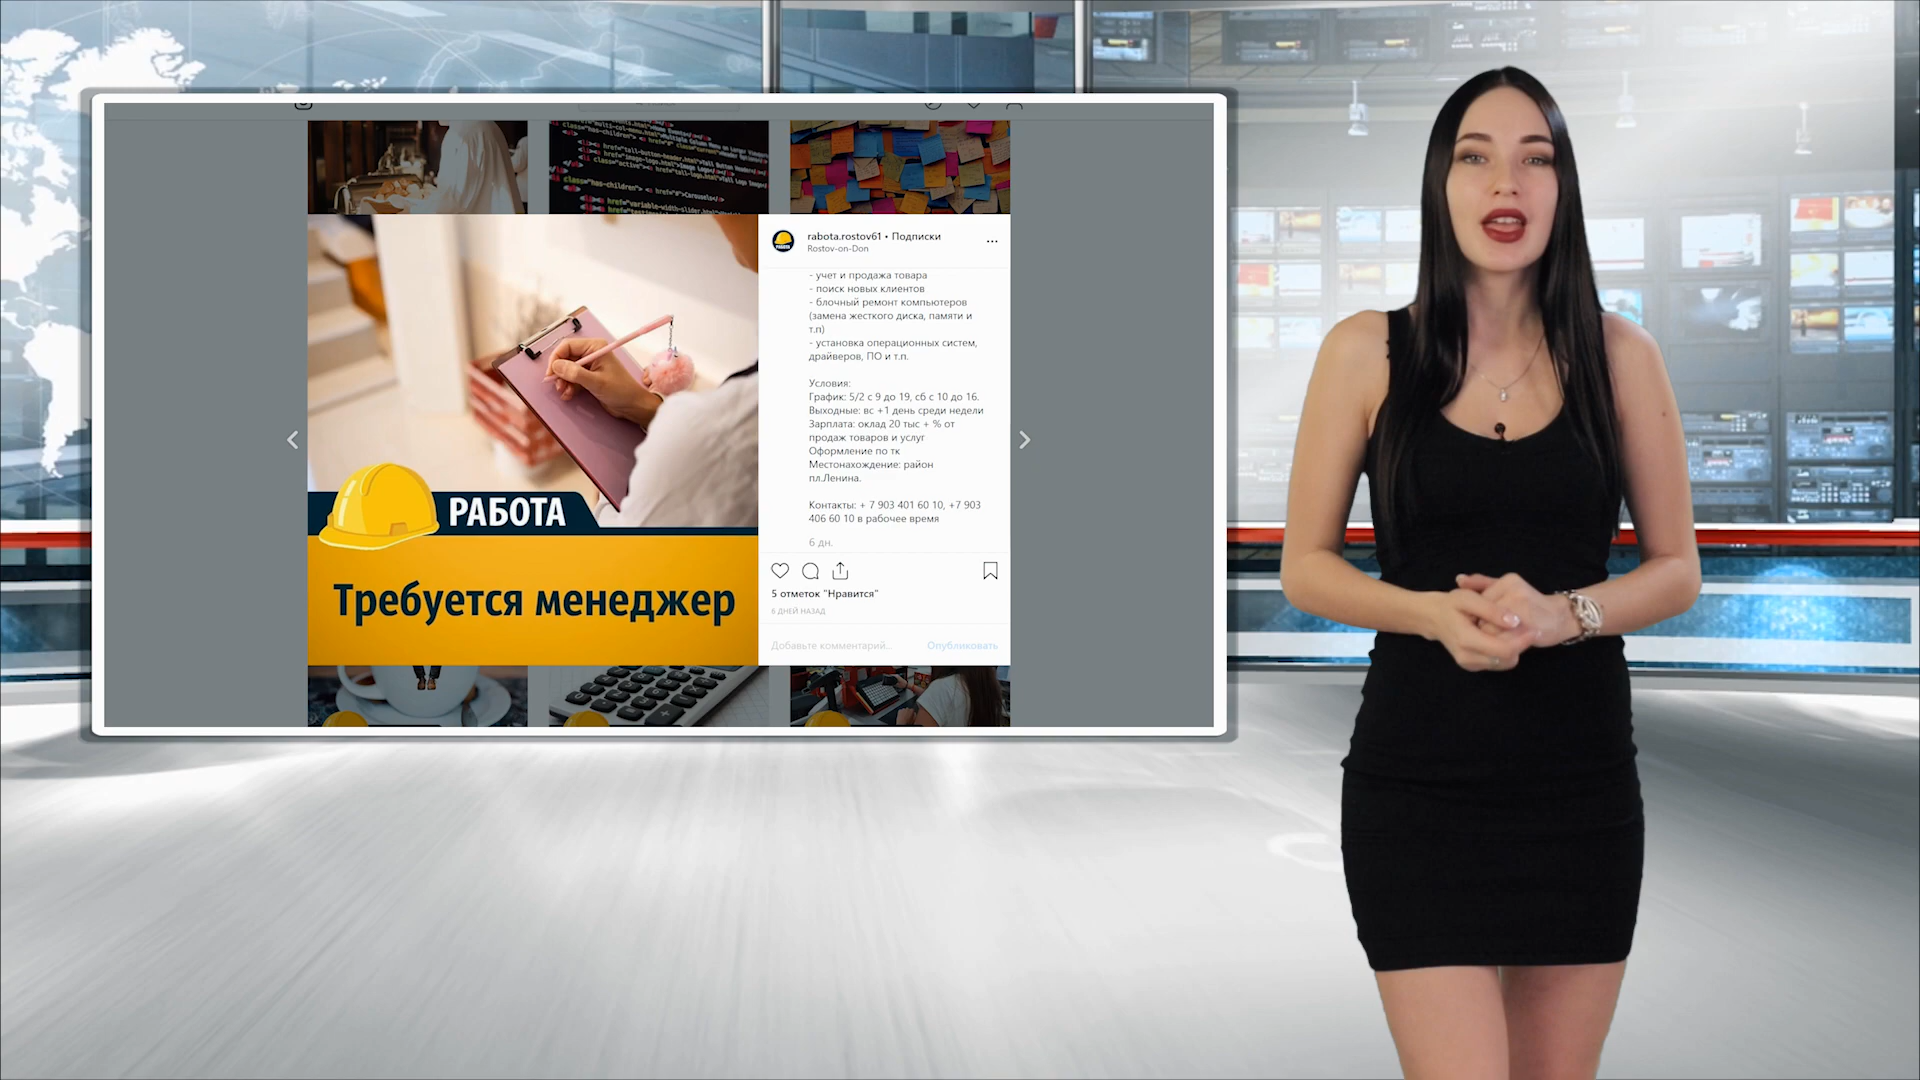 rabota.rostov61 • Подписки
Rostov-on-Don
- учет и продажа товара
- поиск новых клиентов
- блочный ремонт компьютеров
(замена жесткого диска, памяти и
т.п)
- установка операционных систем,
драйверов, ПО и т.п.
Условия:
График: 5/2 с 9 до 19, сб с 10 до 16.
Выходные: вс +1 день среди недели
Зарплата: оклад 20 тыс + % от
продаж товаров и услуг
Оформление по тк
Местонахождение: район
пл.Ленина.
Контакты: + 7 903 401 60 10, +7 903
406 60 10 в рабочее время
6 дн.
5 отметок "Нравится"
6 ДНЕЙ НАЗАД
Добавьте комментарий...
Опубликовать
РАБОТА
Требуется менеджер